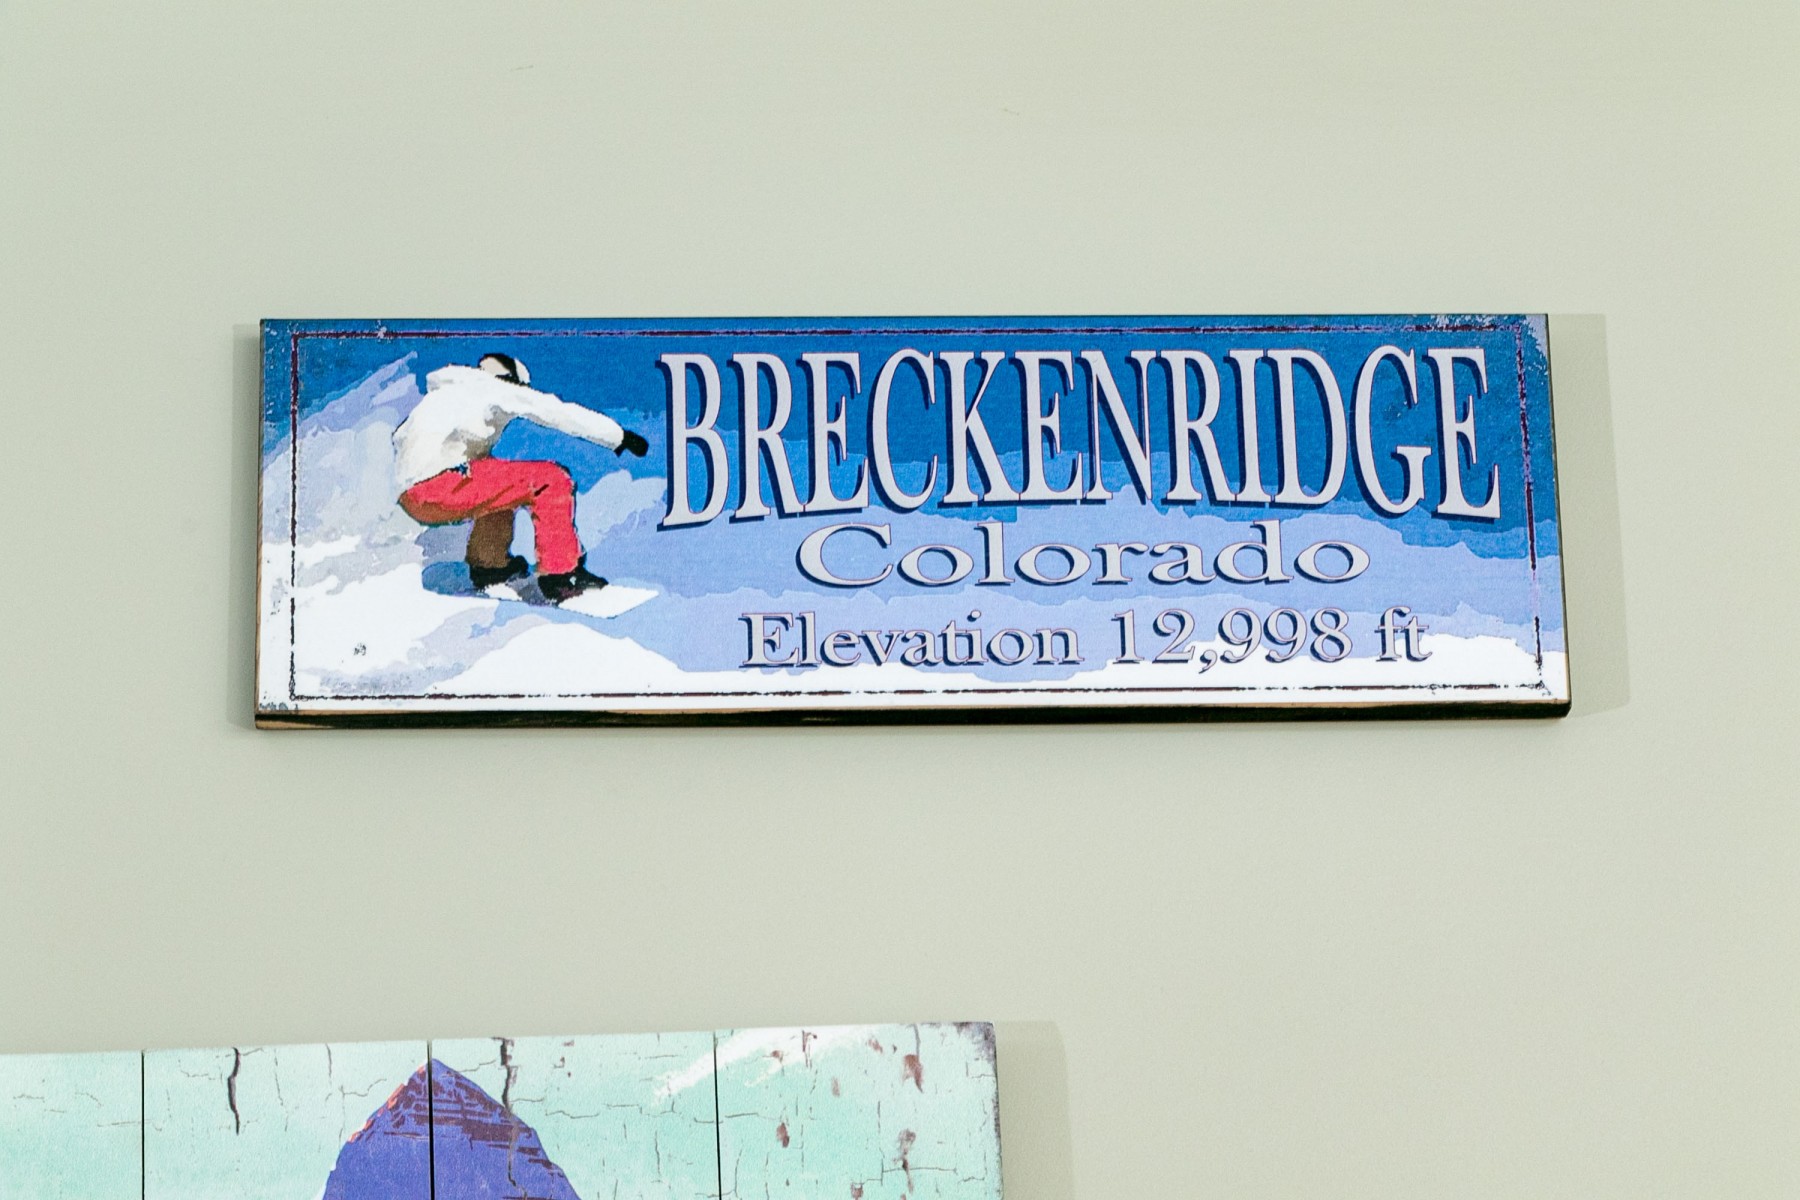 BRECKENRIDGE
Colorado
Elevation 12,998 ft